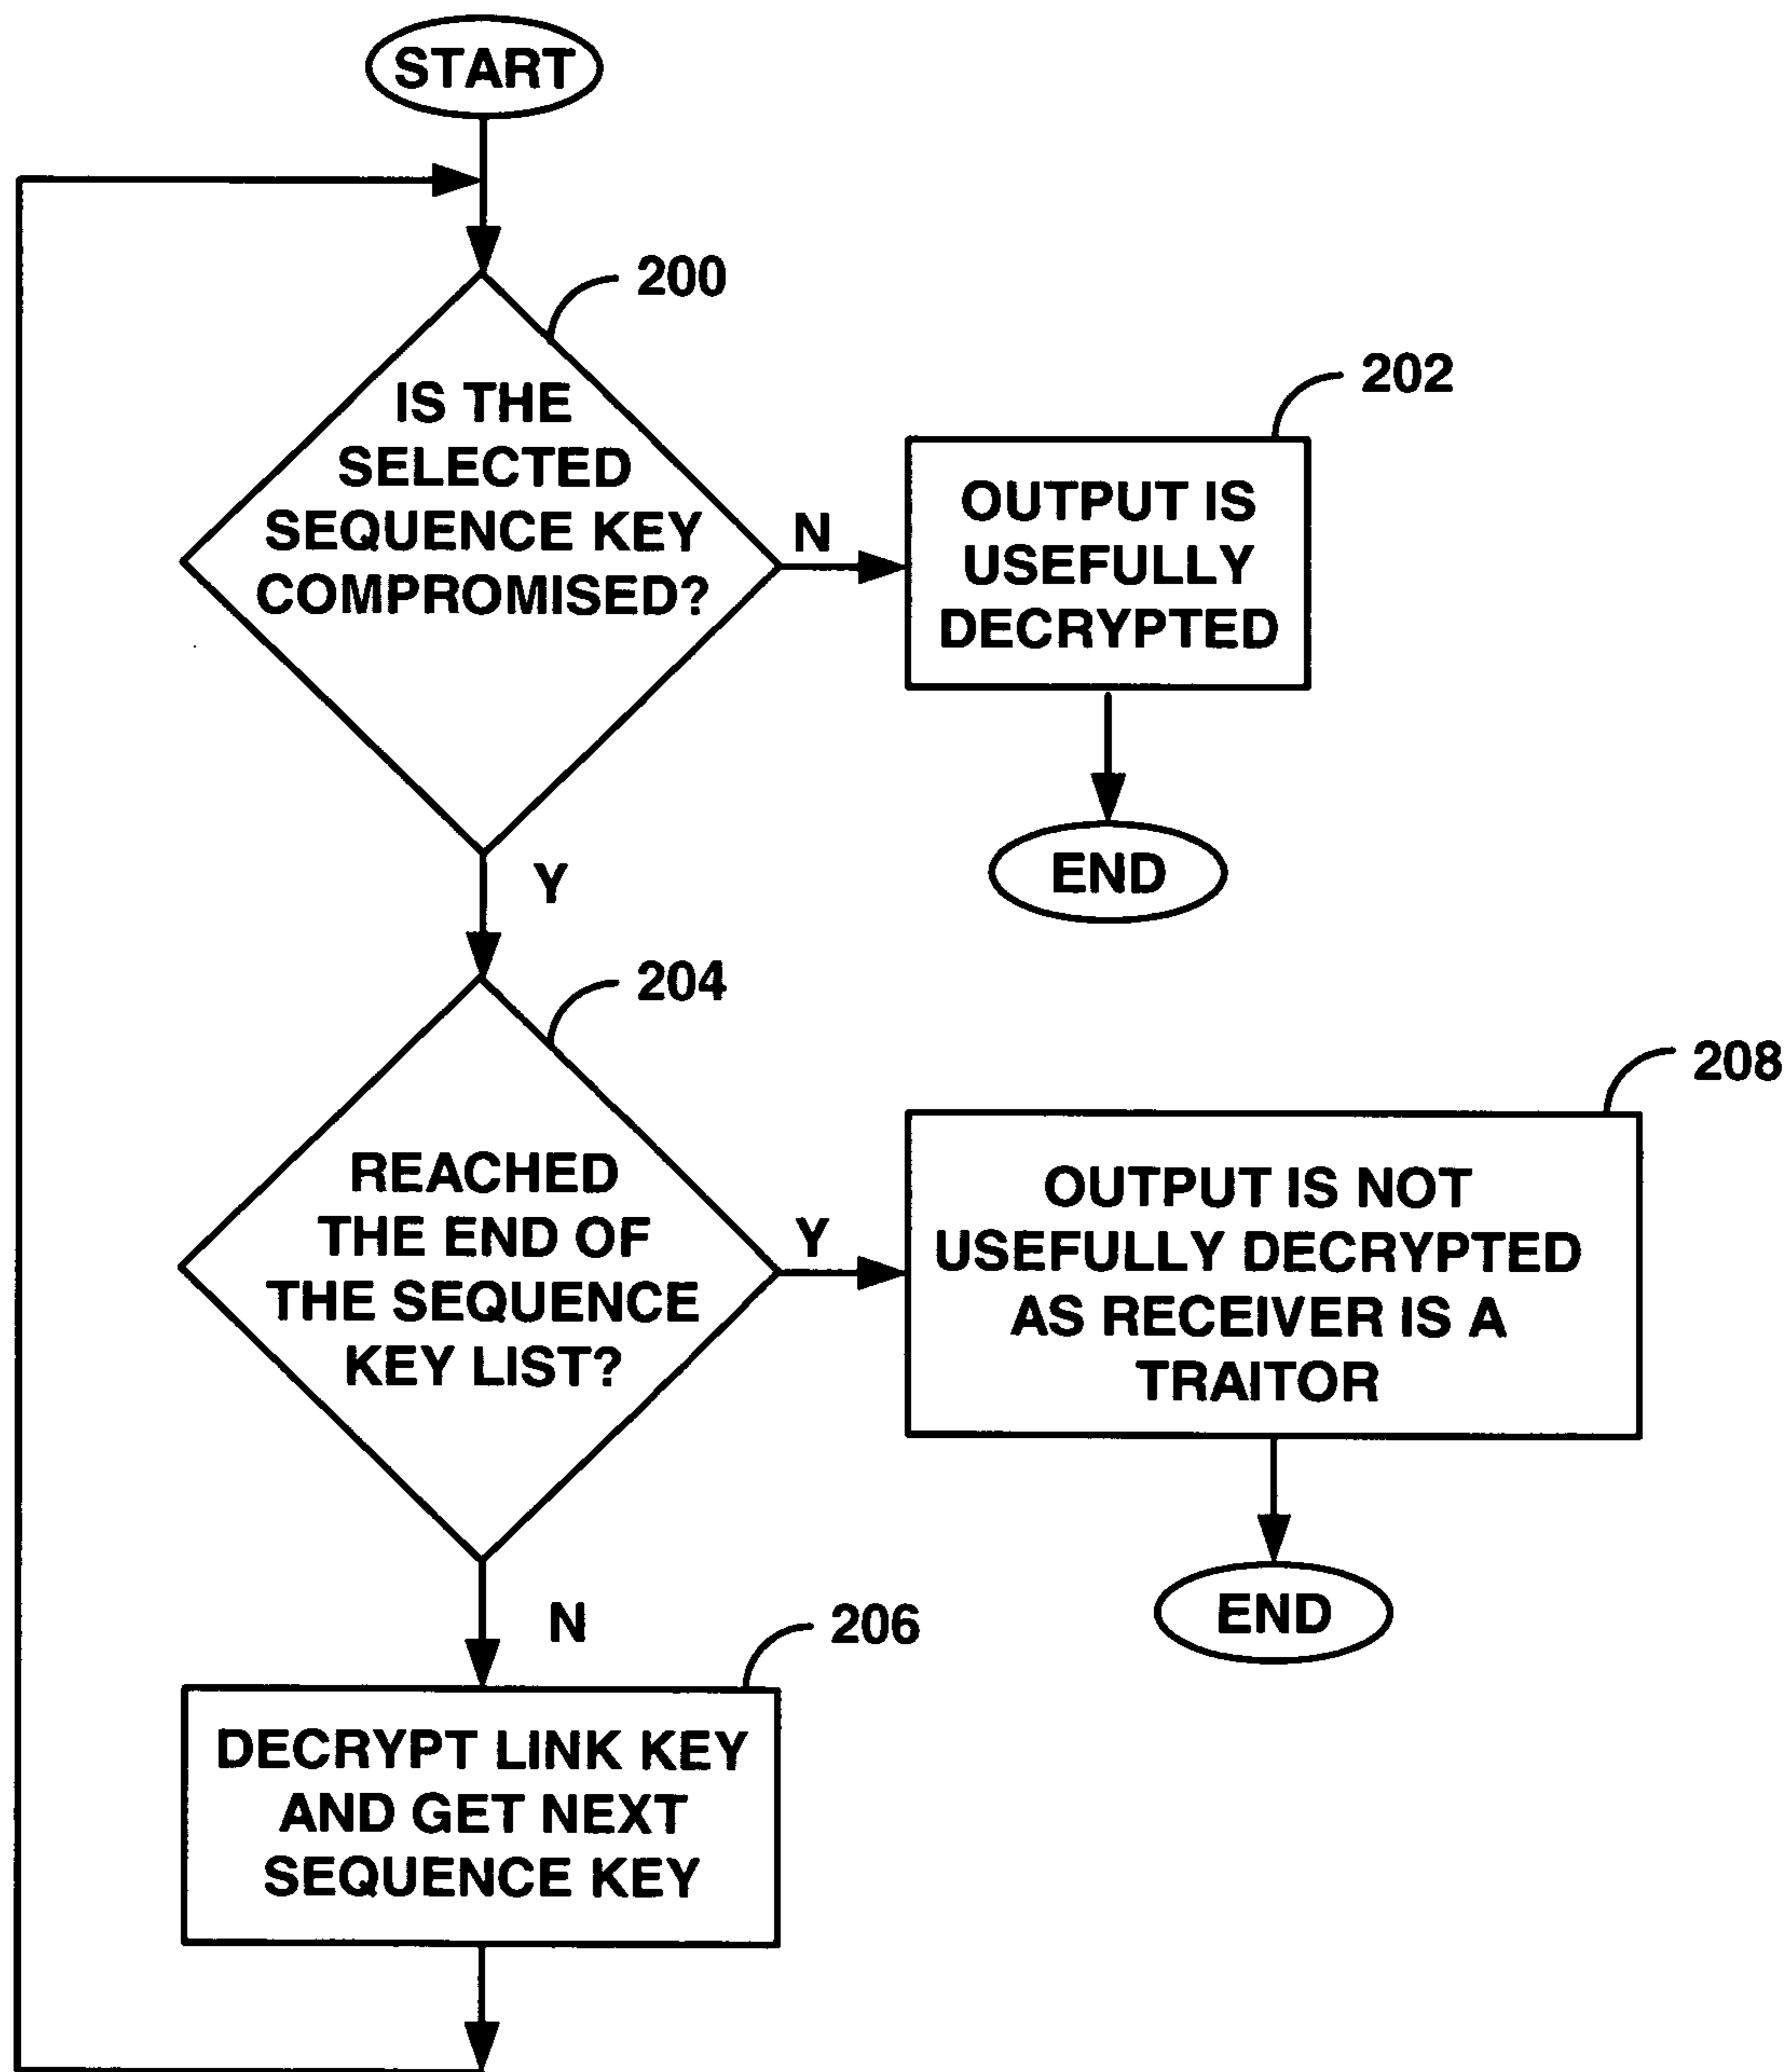 START
200
IS THE
SELECTED
SEQUENCE KEY
COMPROMISED?
N
202
OUTPUT IS
USEFULLY
DECRYPTED
END
Y
204
REACHED
THE END OF
THE SEQUENCE
KEY LIST?
Y
208
OUTPUT IS NOT
USEFULLY DECRYPTED
AS RECEIVER IS A
TRAITOR
END
N
206
DECRYPT LINK KEY
AND GET NEXT
SEQUENCE KEY